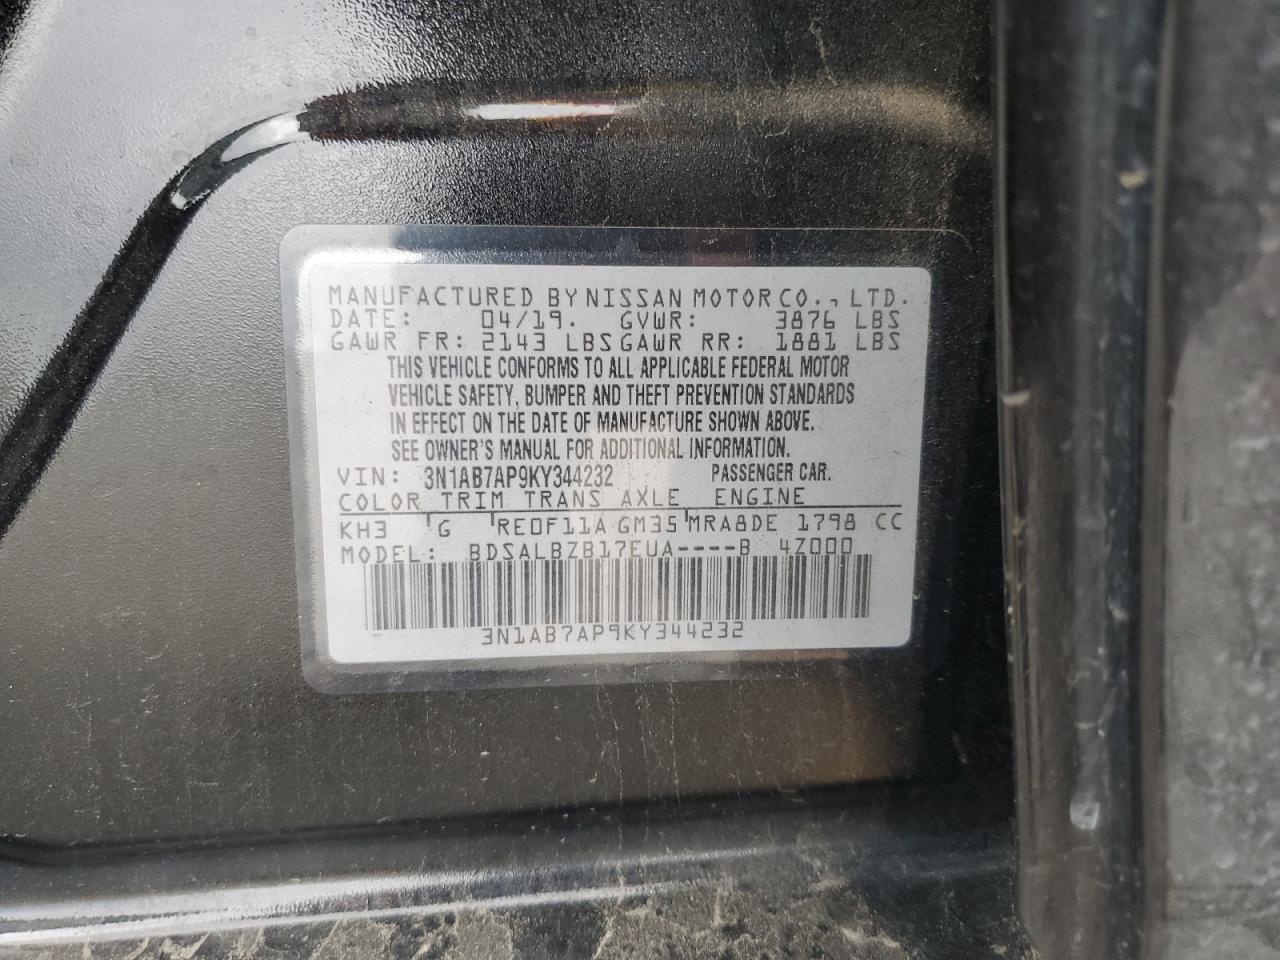 MANUFACTURED BY NISSAN MOTOR CO., LTD.
DATE: 04/19. GVWR: 3876 LBS
GAWR FR: 2143 LBS GAWR RR: 1881 LBS
THIS VEHICLE CONFORMS TO ALL APPLICABLE FEDERAL MOTOR
VEHICLE SAFETY, BUMPER AND THEFT PREVENTION STANDARDS
IN EFFECT ON THE DATE OF MANUFACTURE SHOWN ABOVE.
SEE OWNER'S MANUAL FOR ADDITIONAL INFORMATION.
VIN: 3N1AB7AP9KY344232 PASSENGER CAR.
COLOR TRIM TRANS AXLE ENGINE
KH3 G RE0F11A GM35 MRA8DE 1798 CC
MODEL: BDSALBZB17EUA----B 4Z000
3N1AB7AP9KY344232